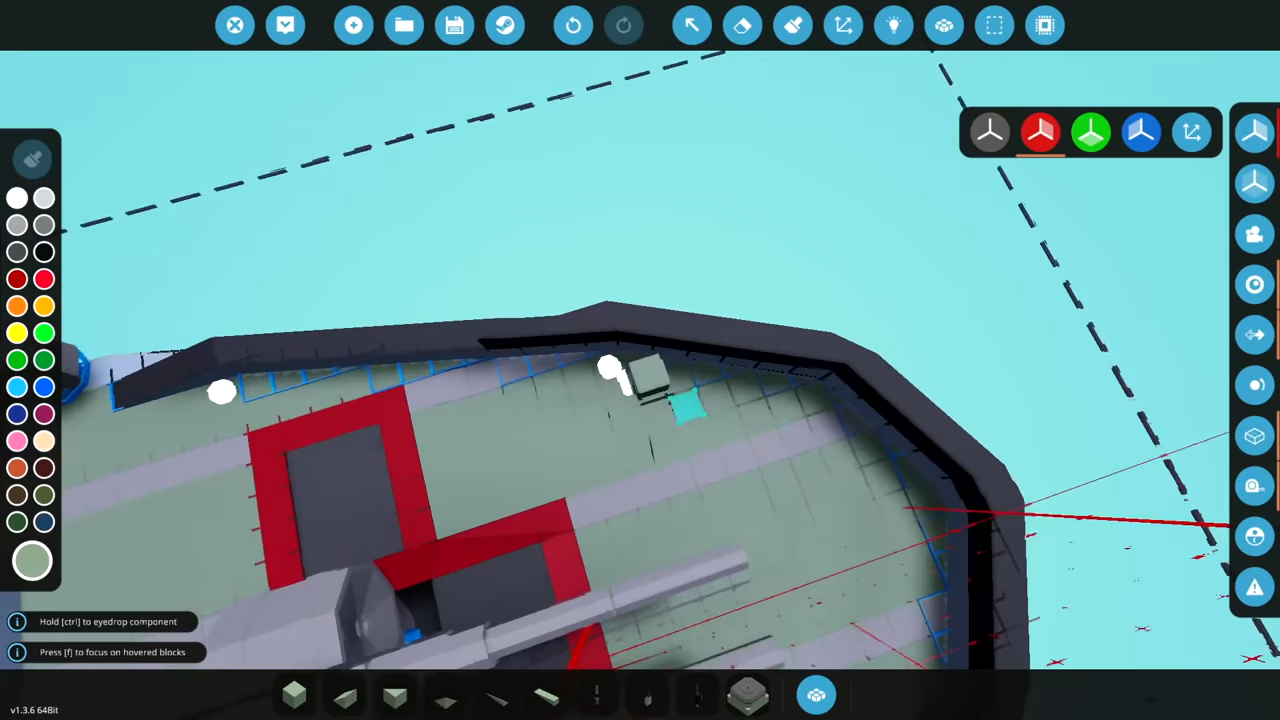 Hold [ctrl] to eyedrop component
Press [f] to focus on hovered blocks
v1.3.6 64Bit